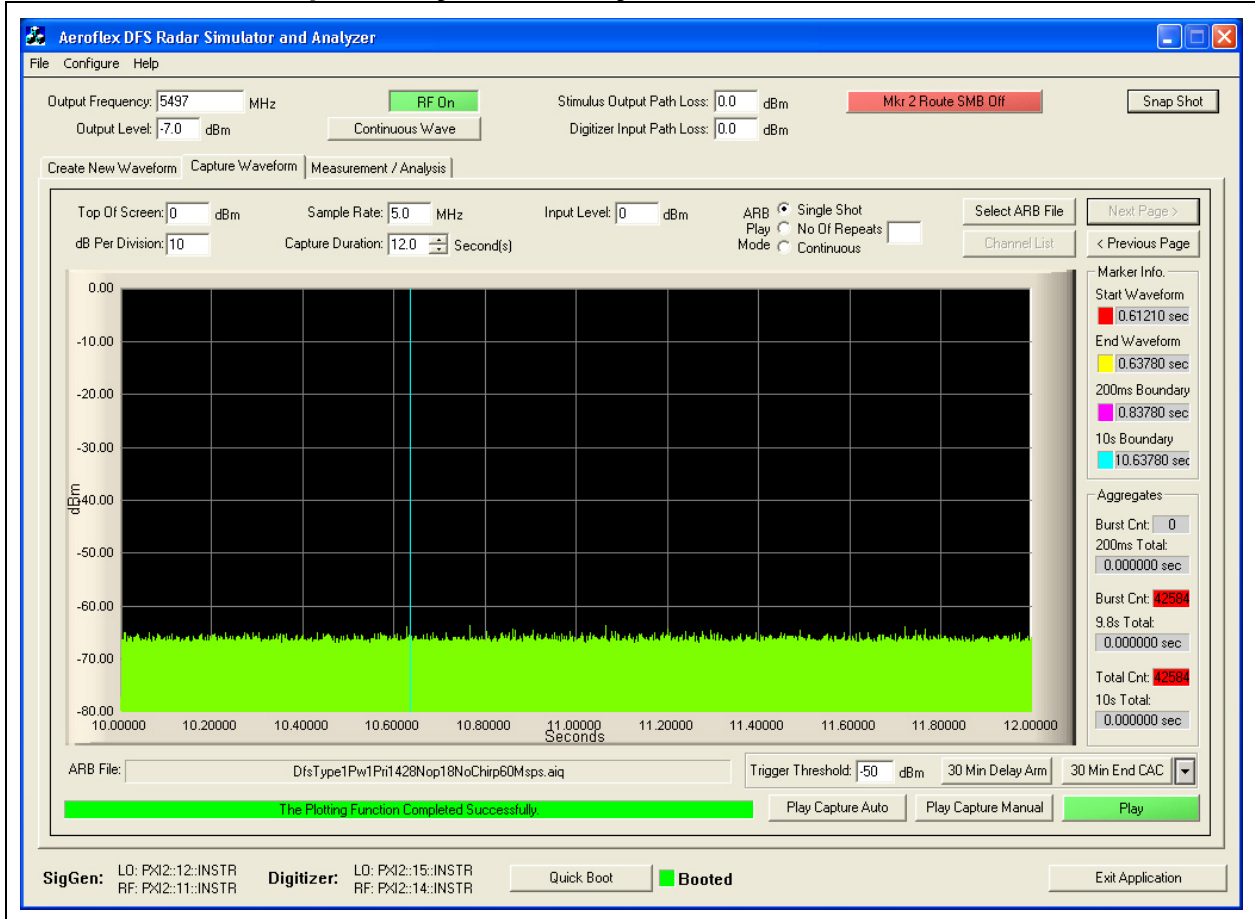 Aeroflex DFS Radar Simulator and Analyzer
File Configure Help
Output Frequency: 5497 MHz RF On Stimulus Output Path Loss: 0.0 dBm Mkr 2 Route SMB Off Snap Shot
Output Level: -7.0 dBm Continuous Wave Digitizer Input Path Loss: 0.0 dBm
Create New Waveform Capture Waveform Measurement / Analysis
Top Of Screen: 0 dBm Sample Rate: 5.0 MHz Input Level: 0 dBm ARB Play Mode Single Shot Select ARB File Next Page >
No Of Repeats
dB Per Division: 10 Capture Duration: 12.0 Second(s) Continuous Channel List < Previous Page
Marker Info.
Start Waveform
0.61210 sec
End Waveform
0.63780 sec
200ms Boundary
0.83780 sec
10s Boundary
10.63780 sec
Aggregates
Burst Cnt: 0
200ms Total:
0.000000 sec
Burst Cnt: 42584
9.8s Total:
0.000000 sec
Total Cnt: 42584
10s Total:
0.000000 sec
0.00
-10.00
-20.00
-30.00
-40.00
-50.00
-60.00
-70.00
-80.00
dBm
10.00000 10.20000 10.40000 10.60000 10.80000 11.00000 11.20000 11.40000 11.60000 11.80000 12.00000
Seconds
ARB File: DfsType1Pw1Pri1428Nop18NoChirp60Msps.aiq Trigger Threshold: -50 dBm 30 Min Delay Arm 30 Min End CAC
The Plotting Function Completed Successfully. Play Capture Auto Play Capture Manual Play
SigGen: LO: PXI2::12::INSTR Digitizer: LO: PXI2::15::INSTR Quick Boot Booted Exit Application
RF: PXI2::11::INSTR RF: PXI2::14::INSTR